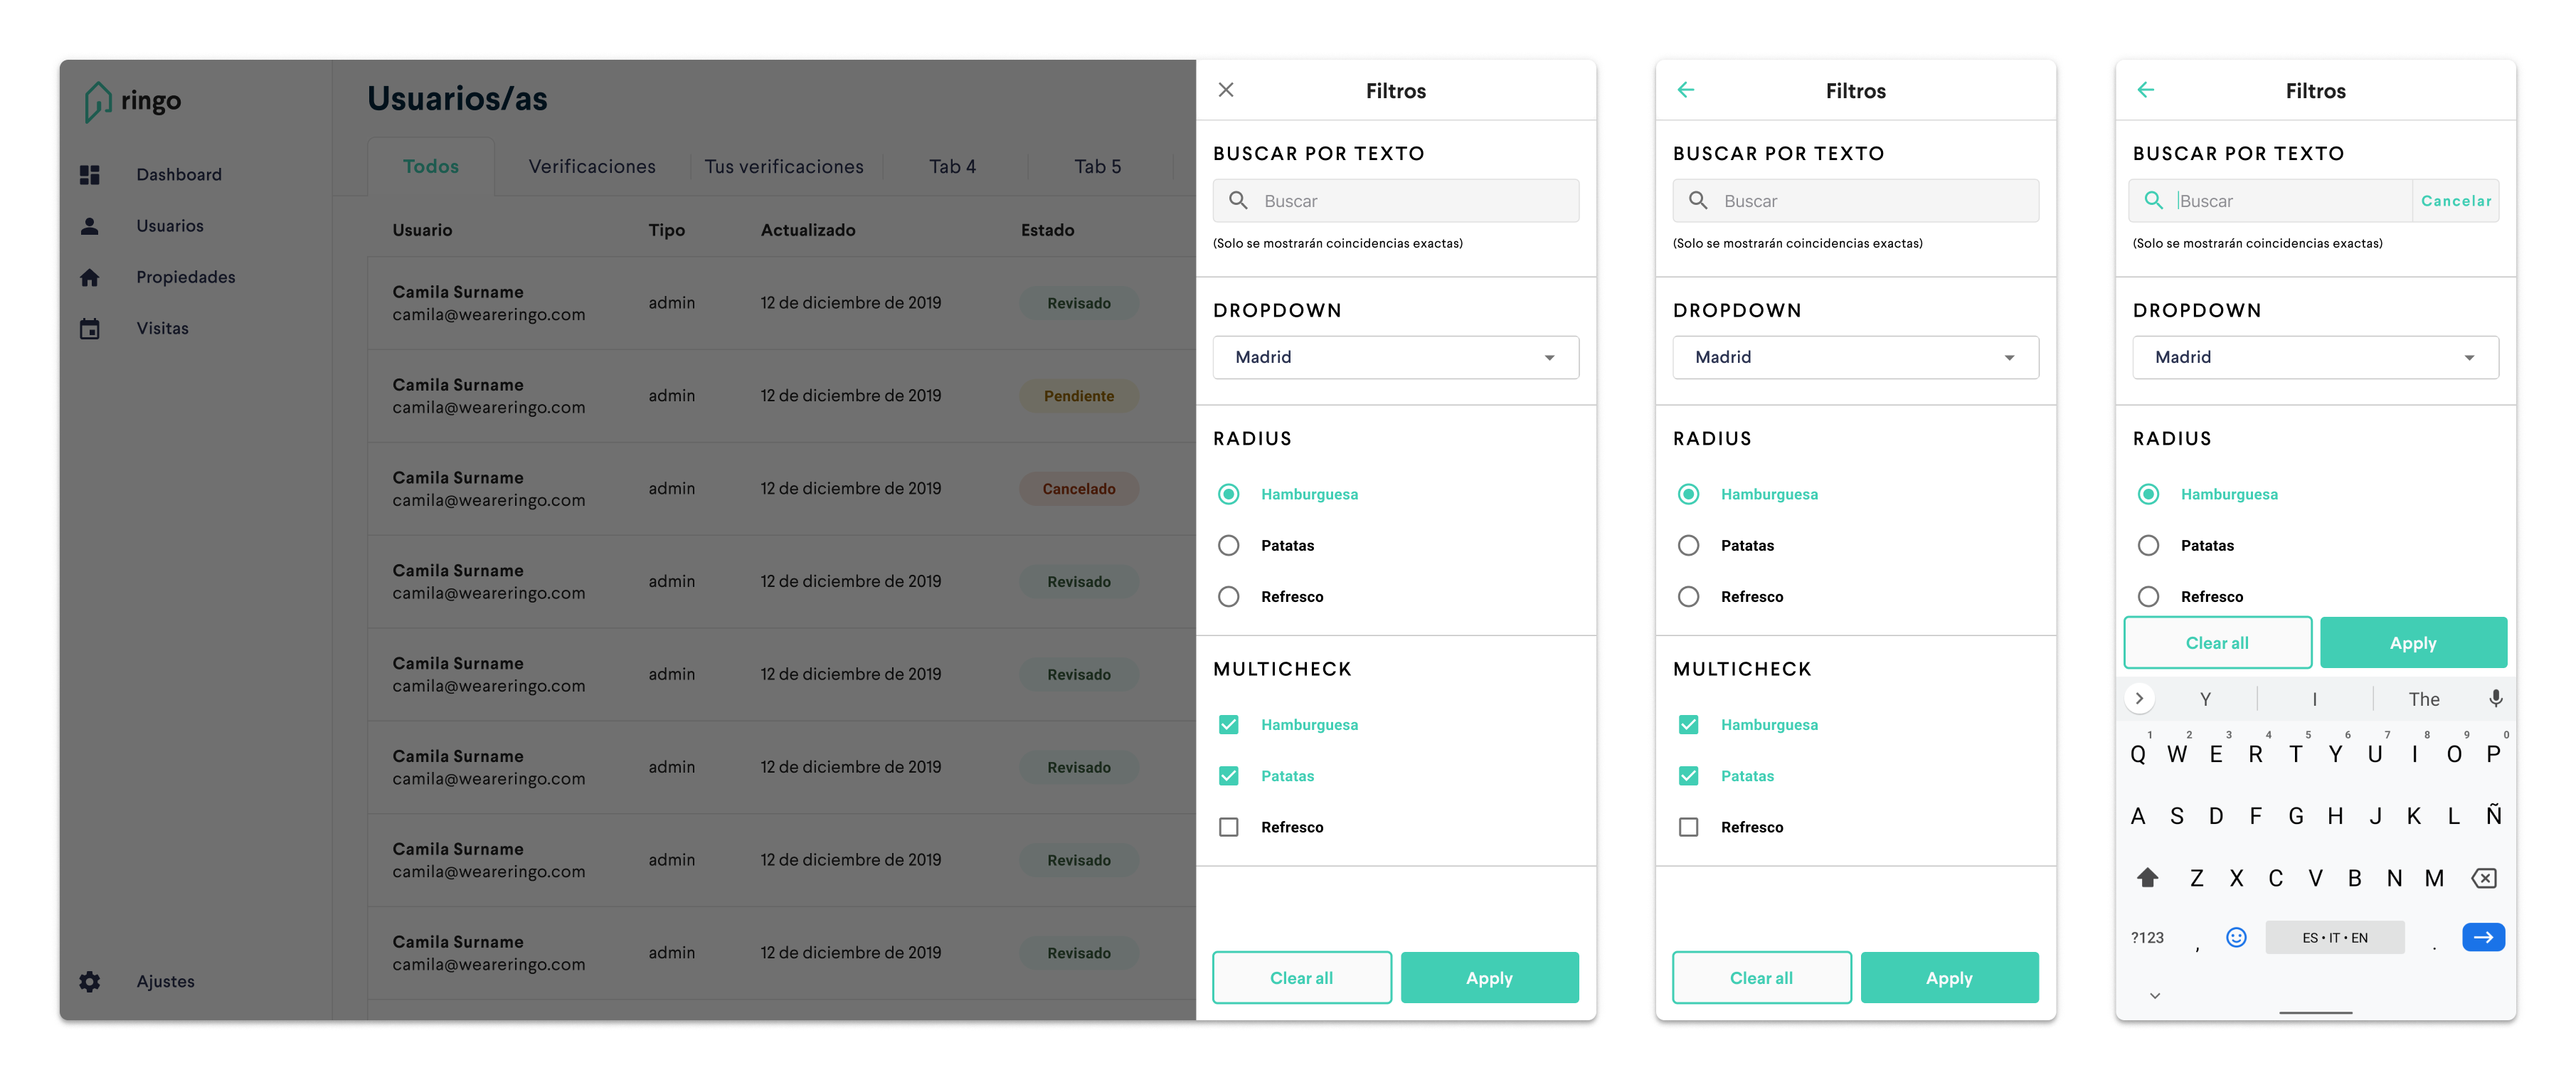 ringo
Dashboard
Usuarios
Propiedades
Visitas
Ajustes
Usuarios/as
Todos Verificaciones Tus verificaciones Tab 4 Tab 5
Usuario Tipo Actualizado Estado
Camila Surname
camila@weareringo.com admin 12 de diciembre de 2019 Revisado
Camila Surname
camila@weareringo.com admin 12 de diciembre de 2019 Pendiente
Camila Surname
camila@weareringo.com admin 12 de diciembre de 2019 Cancelado
Camila Surname
camila@weareringo.com admin 12 de diciembre de 2019 Revisado
Camila Surname
camila@weareringo.com admin 12 de diciembre de 2019 Revisado
Camila Surname
camila@weareringo.com admin 12 de diciembre de 2019 Revisado
Camila Surname
camila@weareringo.com admin 12 de diciembre de 2019 Revisado
Camila Surname
camila@weareringo.com admin 12 de diciembre de 2019 Revisado
Filtros
BUSCAR POR TEXTO
Buscar
(Solo se mostrarán coincidencias exactas)
DROPDOWN
Madrid
RADIUS
Hamburguesa
Patatas
Refresco
MULTICHECK
Hamburguesa
Patatas
Refresco
Clear all Apply
Filtros
BUSCAR POR TEXTO
Buscar
(Solo se mostrarán coincidencias exactas)
DROPDOWN
Madrid
RADIUS
Hamburguesa
Patatas
Refresco
MULTICHECK
Hamburguesa
Patatas
Refresco
Clear all Apply
Filtros
BUSCAR POR TEXTO
Buscar Cancelar
(Solo se mostrarán coincidencias exactas)
DROPDOWN
Madrid
RADIUS
Hamburguesa
Patatas
Refresco
Clear all Apply
Y I The
1 2 3 4 5 6 7 8 9 0
Q W E R T Y U I O P
A S D F G H J K L Ñ
Z X C V B N M
?123 , ES • IT • EN .